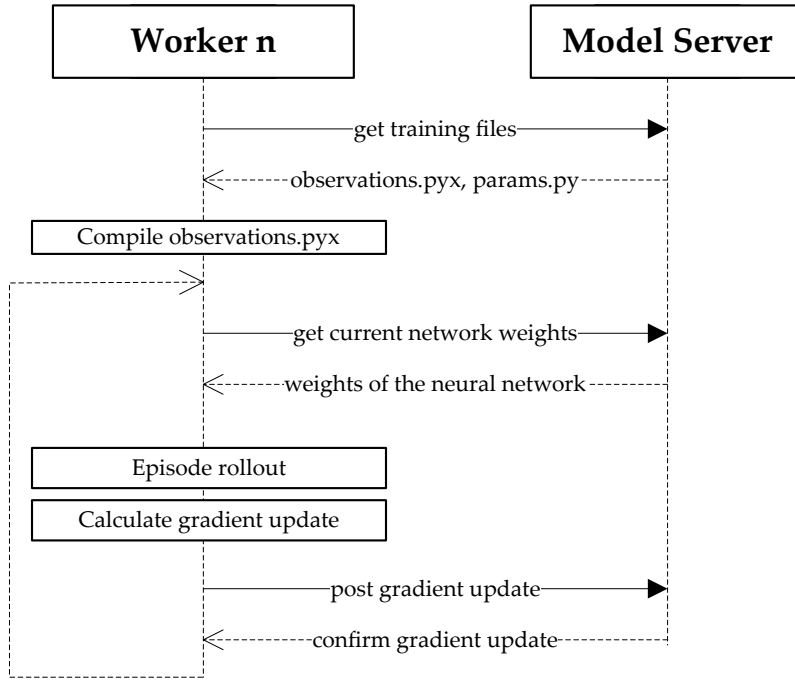 Worker n
Model Server
get training files
observations.pyx, params.py
Compile observations.pyx
get current network weights
weights of the neural network
Episode rollout
Calculate gradient update
post gradient update
confirm gradient update